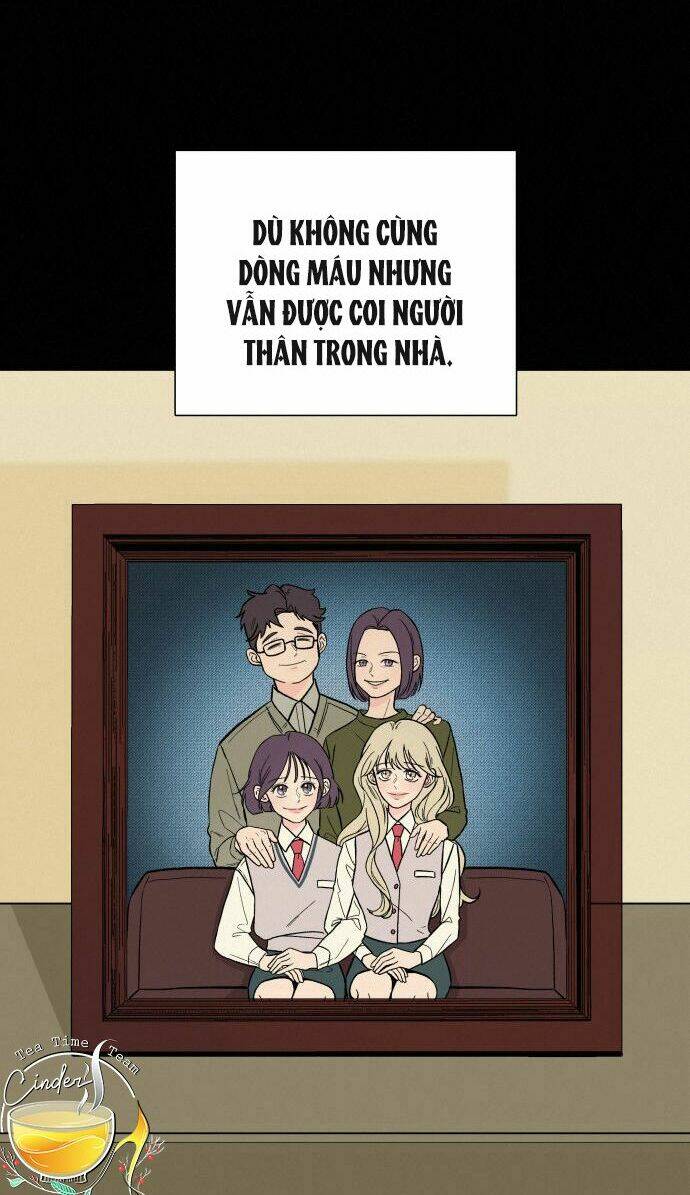 DÙ KHÔNG CÙNG
DÒNG MÁU NHƯNG
VẪN ĐƯỢC COI NGƯỜI
THÂN TRONG NHÀ.
Tea Time Team
Cinder's